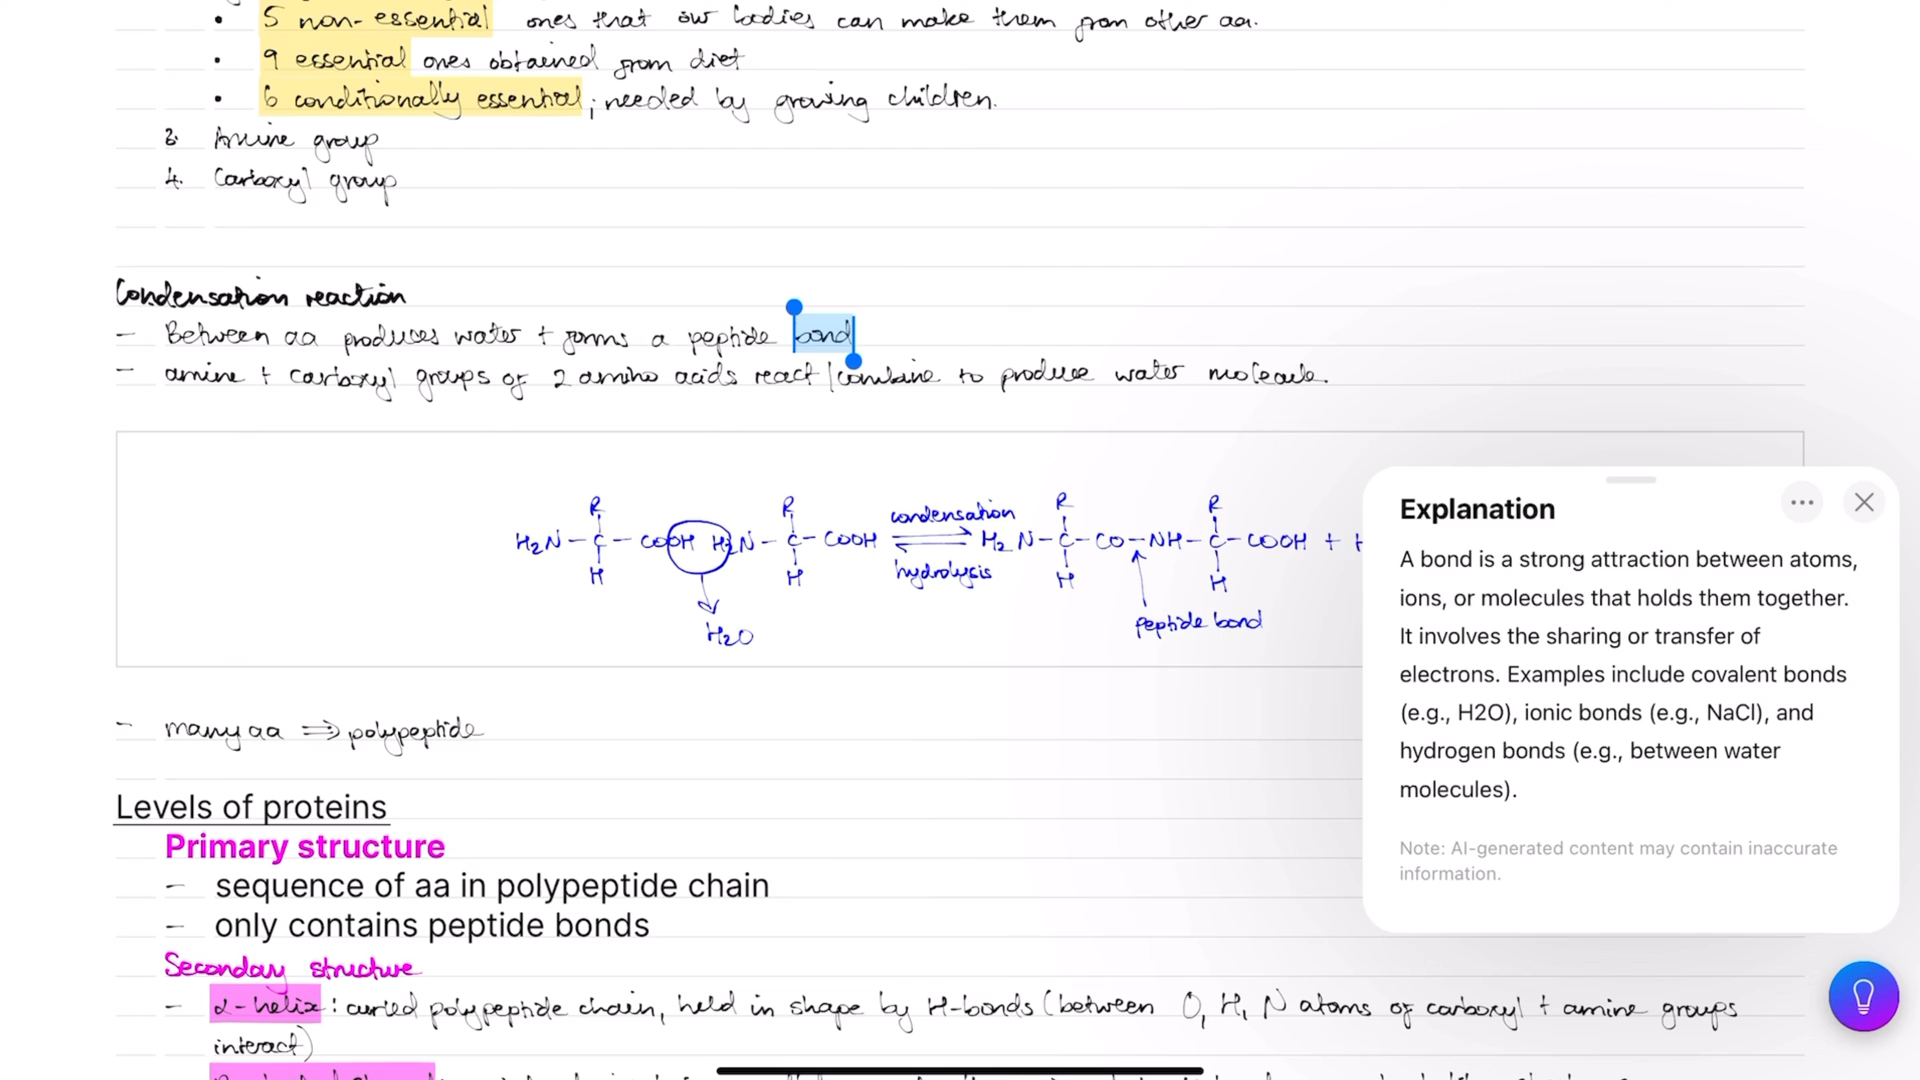 • 5 non-essential ones that our bodies can make them from other aa.
• 9 essential ones obtained from diet
• 6 conditionally essential; needed by growing children.
3. Amine group
4. Carboxyl group
Condensation reaction
- Between aa produces water + forms a peptide bond
- amine + carboxyl groups of 2 amino acids react/combine to produce water molecule.
R R condensation R R
H2N - C - COOH H2N - C - COOH ⇌ H2N - C - CO - NH - C - COOH + H
H H hydrolysis H H
H2O peptide bond
- many aa ⇒ polypeptide
Levels of proteins
Primary structure
- sequence of aa in polypeptide chain
- only contains peptide bonds
Seconday structure
- α-helix: curled polypeptide chain, held in shape by H-bonds (between O, H, N atoms of carboxyl + amine groups
interact)
Explanation
A bond is a strong attraction between atoms,
ions, or molecules that holds them together.
It involves the sharing or transfer of
electrons. Examples include covalent bonds
(e.g., H2O), ionic bonds (e.g., NaCl), and
hydrogen bonds (e.g., between water
molecules).
Note: AI-generated content may contain inaccurate
information.